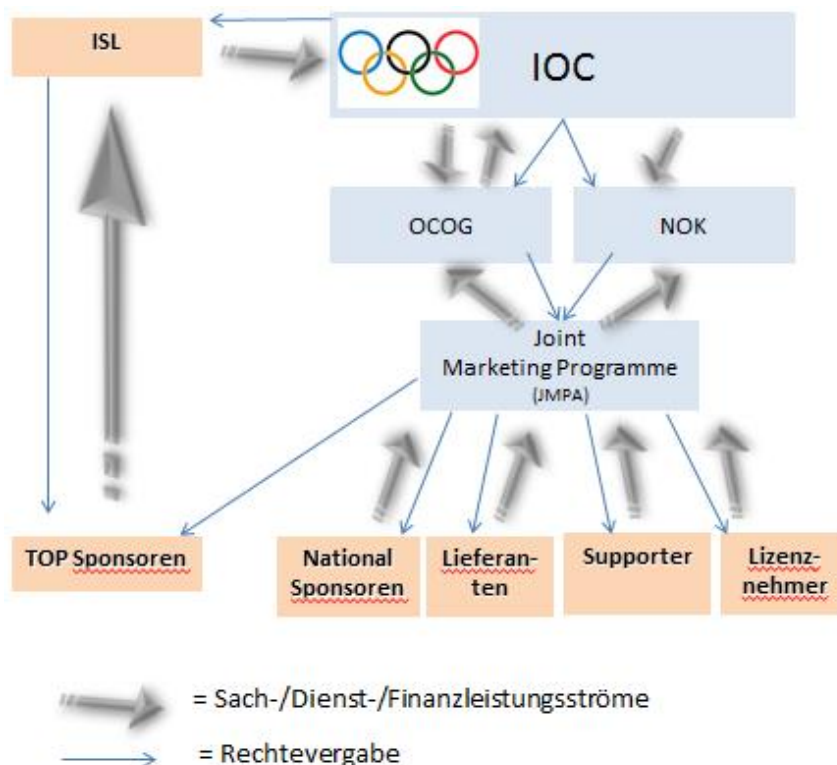 ISL
IOC
OCOG
NOK
Joint
Marketing Programme
(JMPA)
TOP Sponsoren
National
Sponsoren
Lieferan-
ten
Supporter
Lizenz-
nehmer
= Sach-/Dienst-/Finanzleistungsströme
= Rechtevergabe